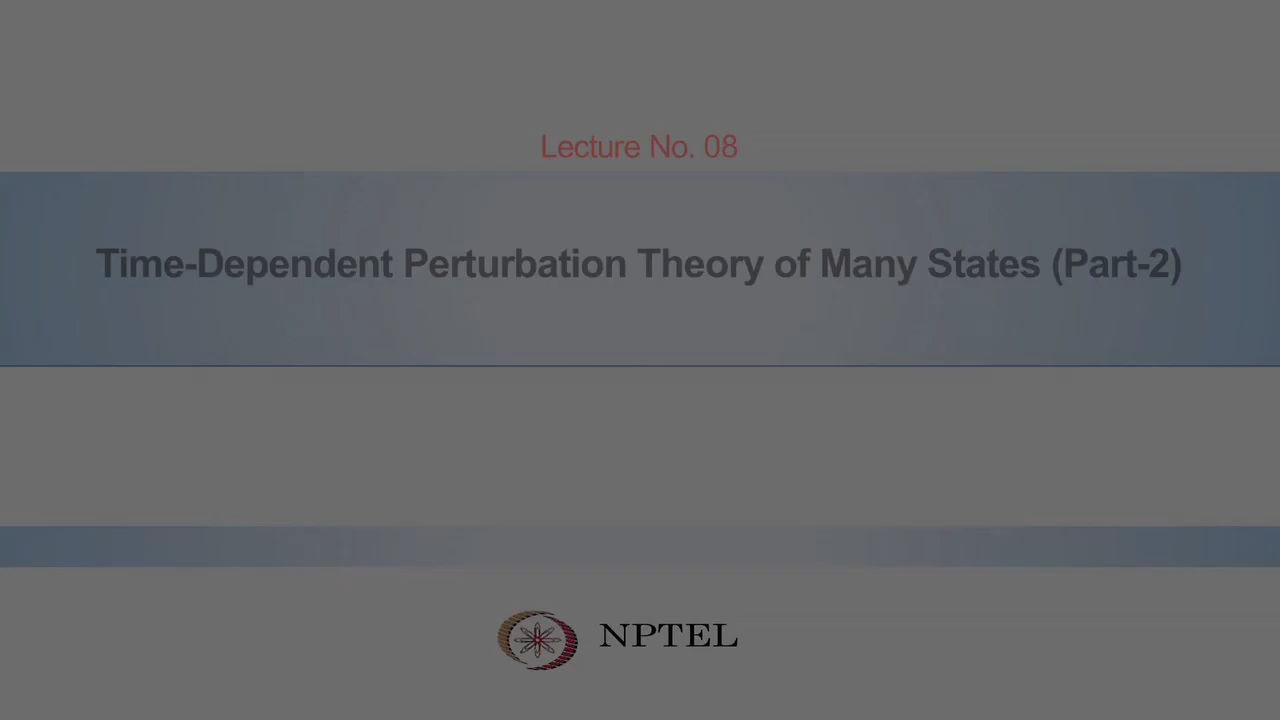 Lecture No. 08
Time-Dependent Perturbation Theory of Many States (Part-2)
NPTEL